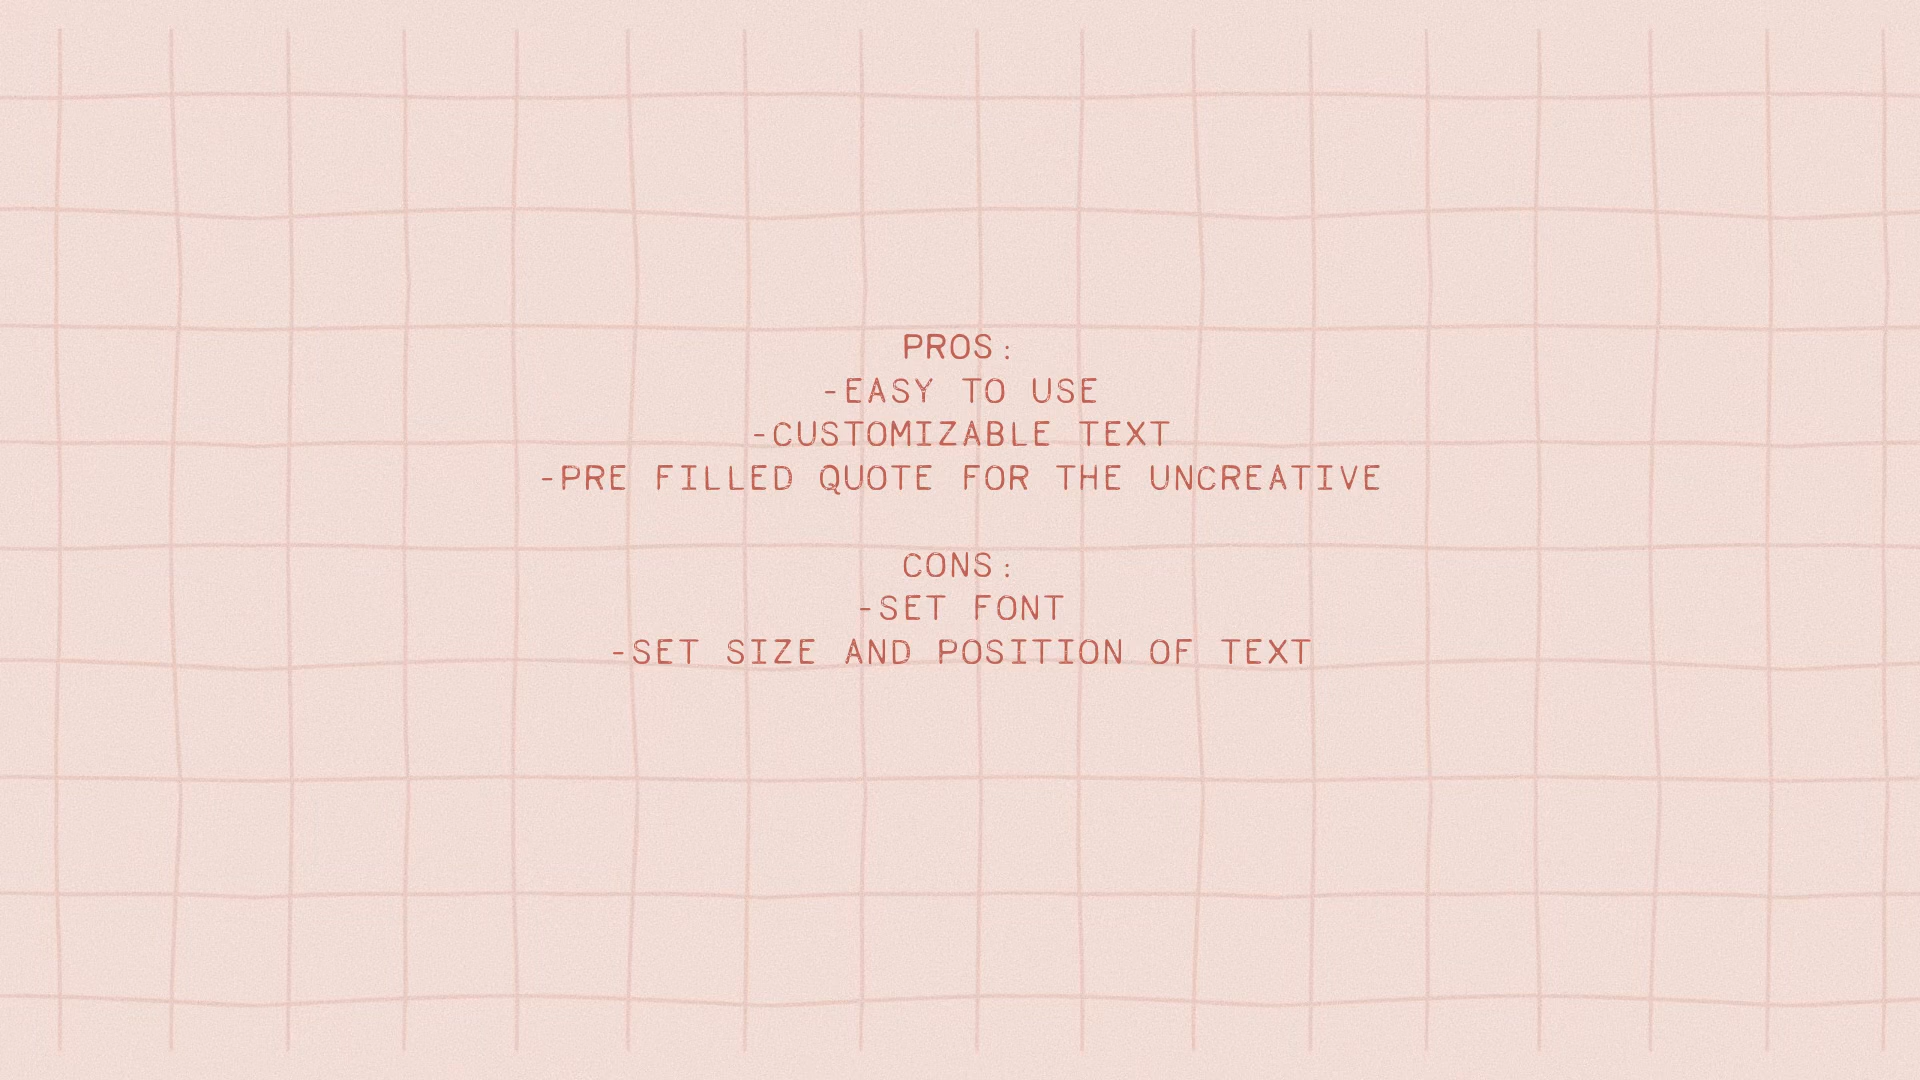 PROS:
-EASY TO USE
-CUSTOMIZABLE TEXT
-PRE FILLED QUOTE FOR THE UNCREATIVE
CONS:
-SET FONT
-SET SIZE AND POSITION OF TEXT